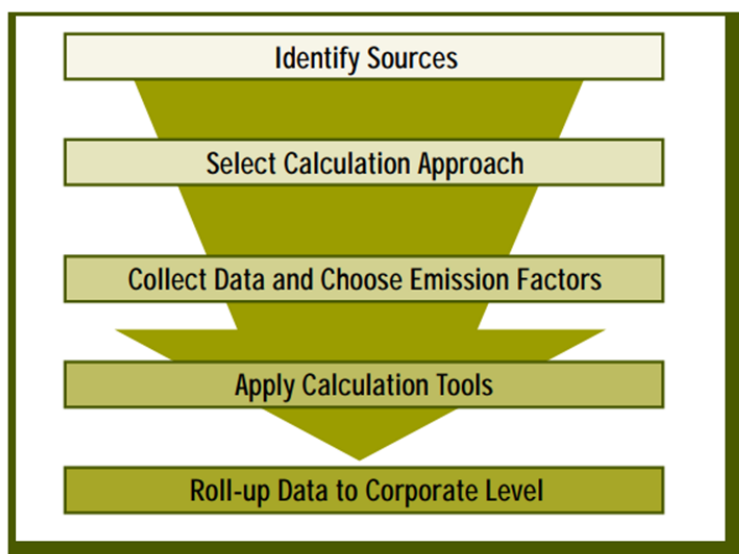 Identify Sources
Select Calculation Approach
Collect Data and Choose Emission Factors
Apply Calculation Tools
Roll-up Data to Corporate Level